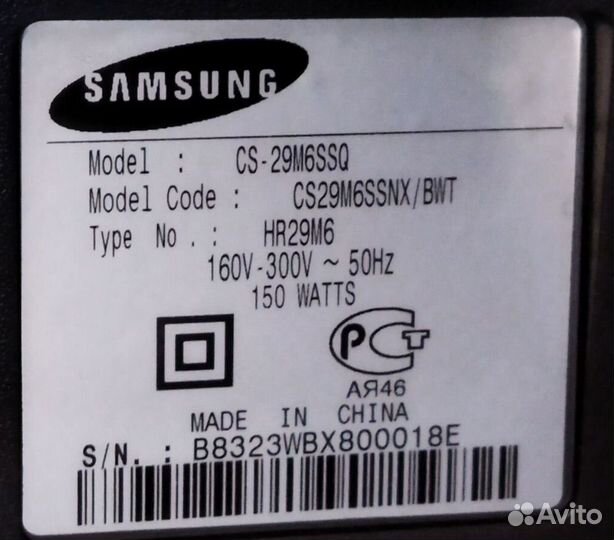 SAMSUNG
Model : CS-29M6SSQ
Model Code : CS29M6SSNX/BWT
Type No . : HR29M6
160V-300V ~ 50Hz
150 WATTS
РСТ
АЯ46
MADE IN CHINA
S/N. : B8323WBX800018E
Avito